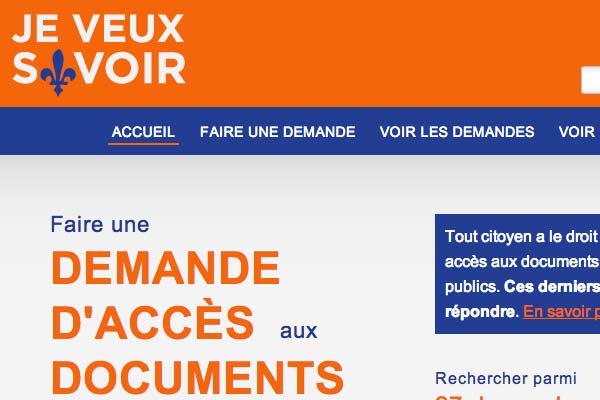 JE VEUX
SAVOIR
ACCUEIL FAIRE UNE DEMANDE VOIR LES DEMANDES VOIR
Faire une
DEMANDE
D'ACCÈS aux
DOCUMENTS
Tout citoyen a le droit
accès aux documents
publics. Ces derniers
répondre. En savoir p
Rechercher parmi